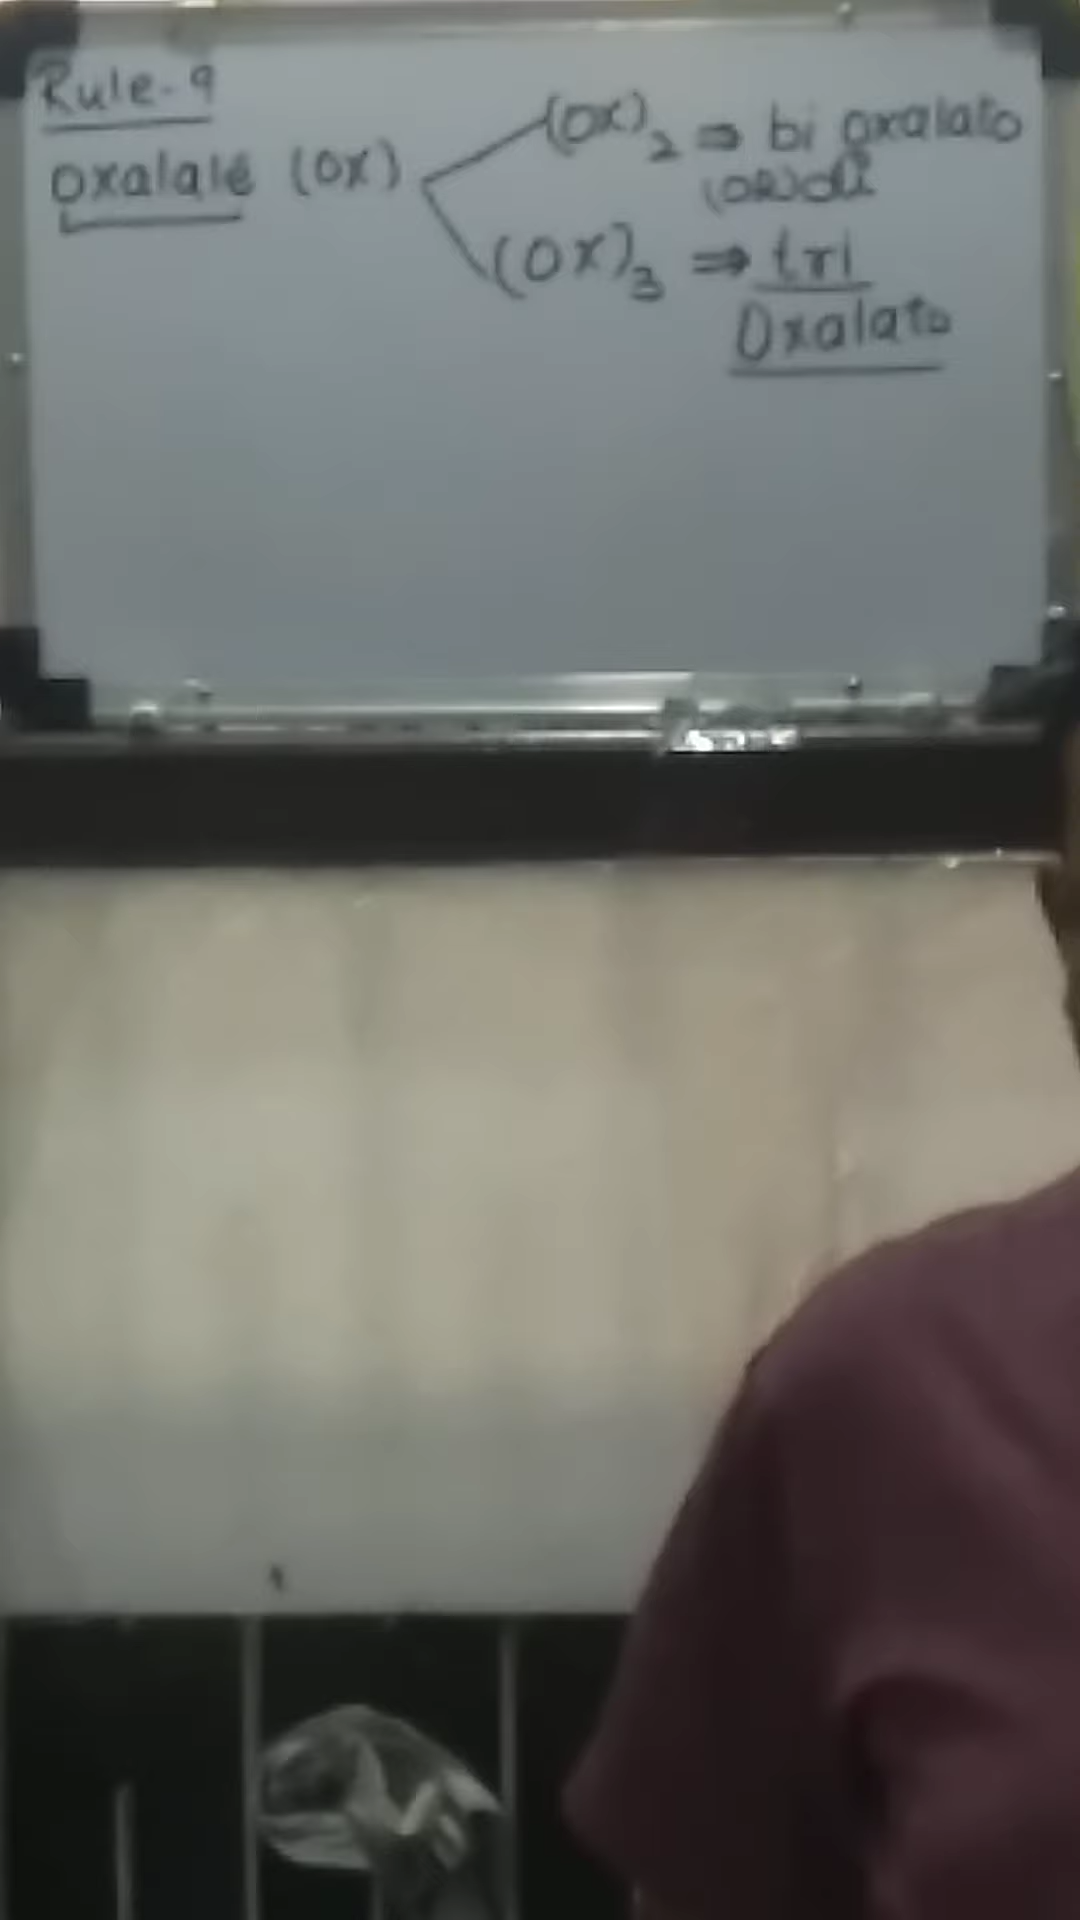 Rule-9
oxalate (ox)
(ox)2 ⇒ bi oxalato
(OR) di
(ox)3 ⇒ tri
Oxalato